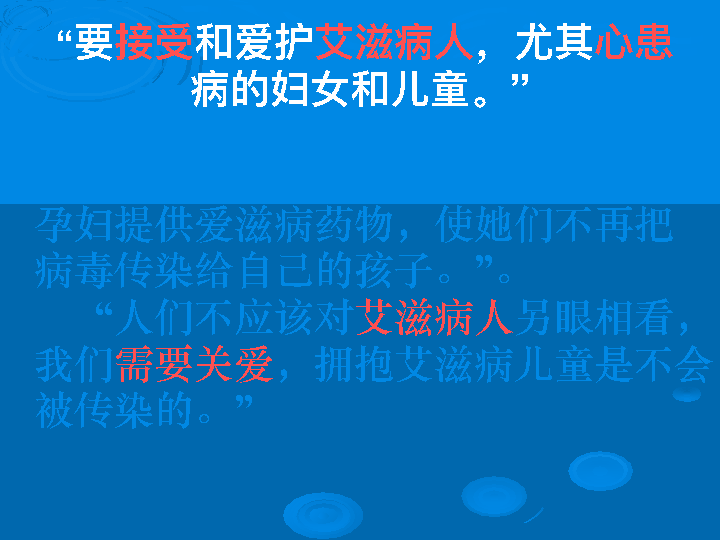 “要接受和爱护艾滋病人，尤其心患
病的妇女和儿童。”
孕妇提供爱滋病药物，使她们不再把
病毒传染给自己的孩子。”。
“人们不应该对艾滋病人另眼相看，
我们需要关爱，拥抱艾滋病儿童是不会
被传染的。”